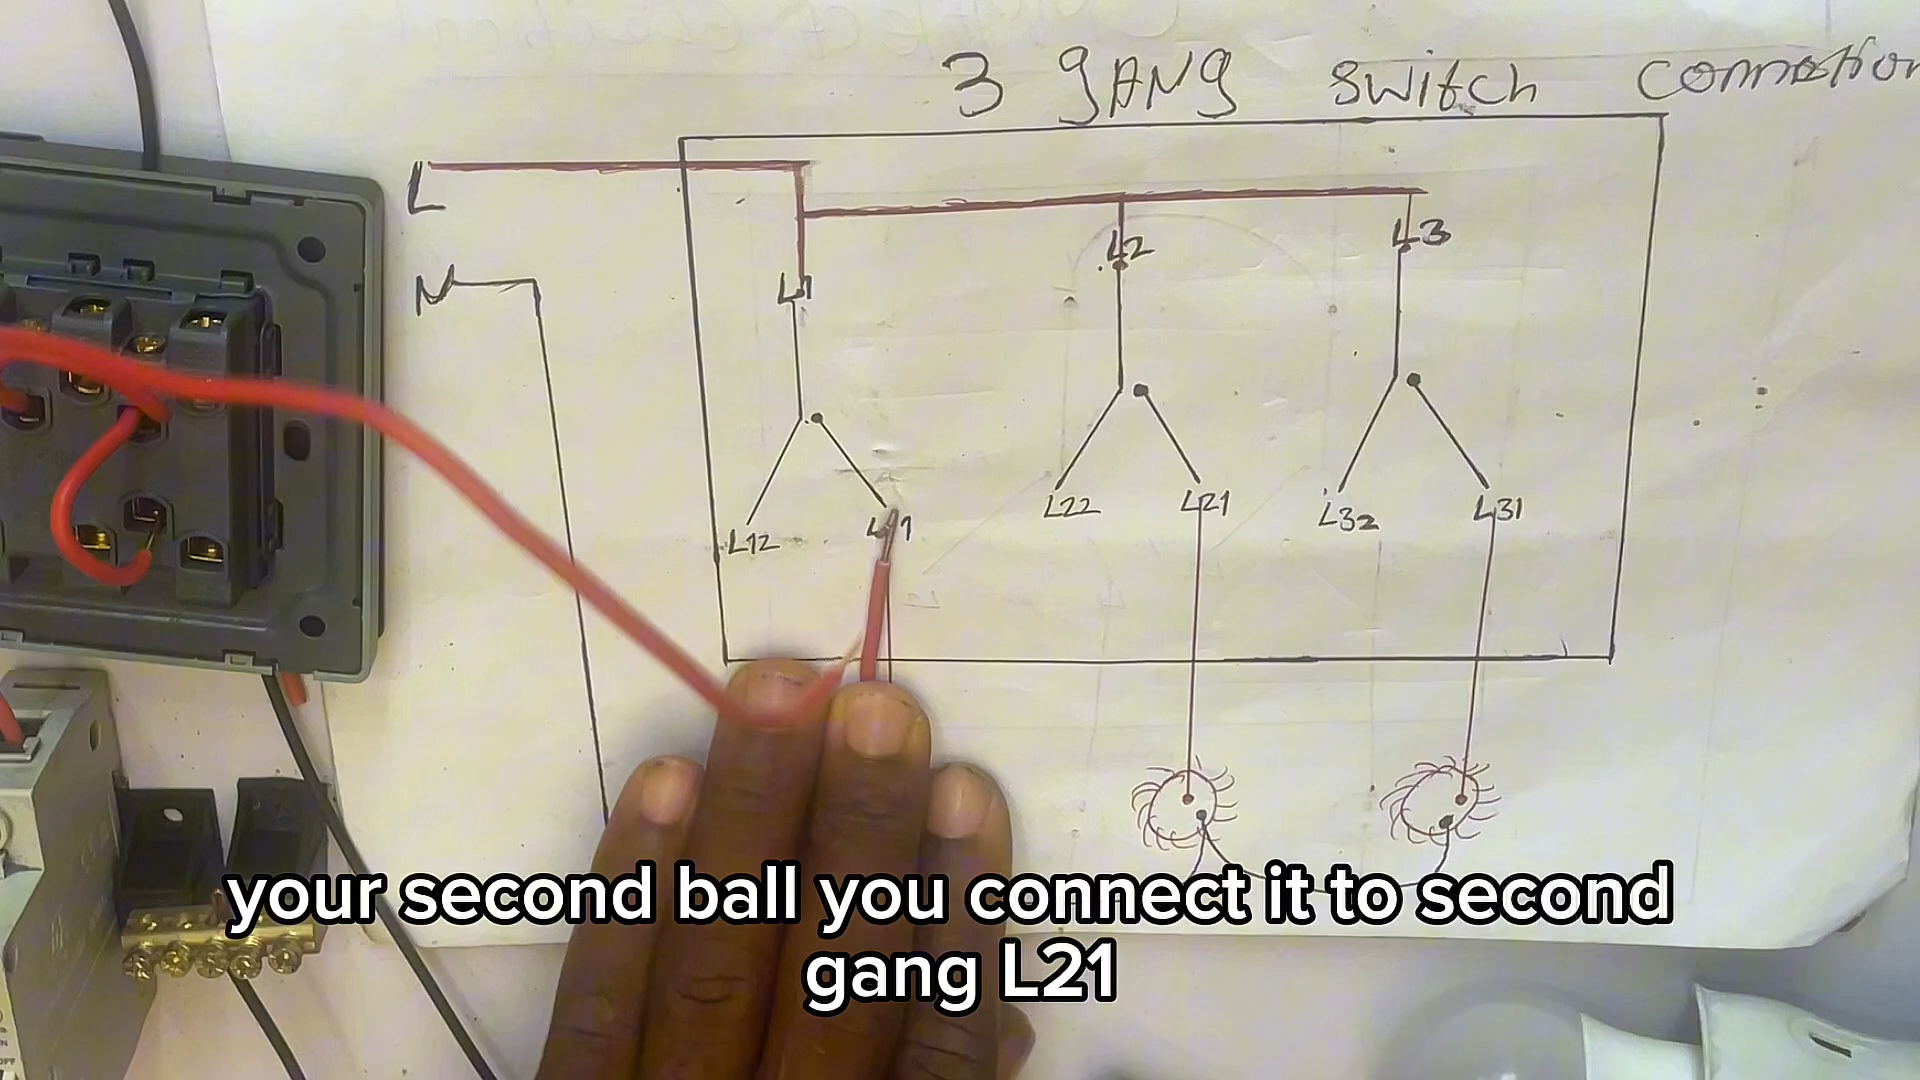 3 gANg switch connection
L
N
L1
L2
L3
L12
L11
L22
L21
L32
L31
your second ball you connect it to second
gang L21